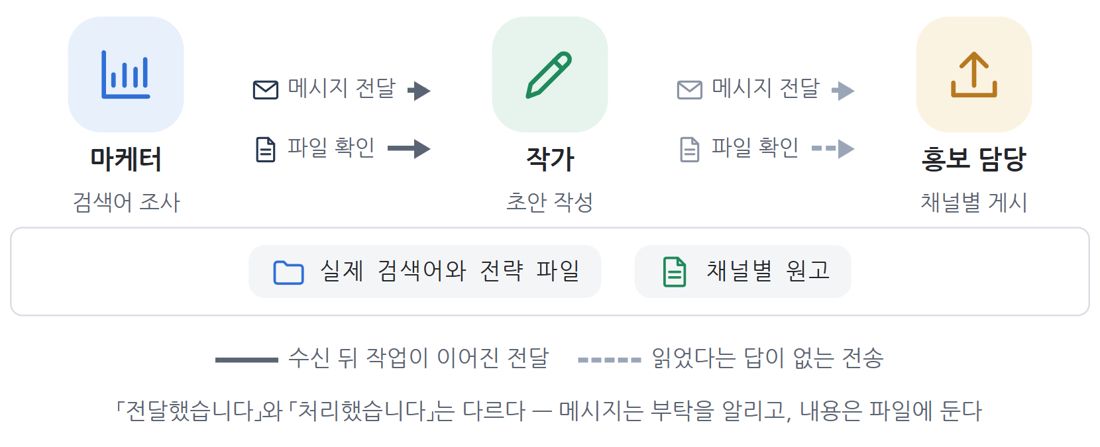 메시지 전달
메시지 전달
파일 확인
파일 확인
마케터
작가
홍보 담당
검색어 조사
초안 작성
채널별 게시
실제 검색어와 전략 파일
채널별 원고
수신 뒤 작업이 이어진 전달
읽었다는 답이 없는 전송
「전달했습니다」와 「처리했습니다」는 다르다 — 메시지는 부탁을 알리고, 내용은 파일에 둔다